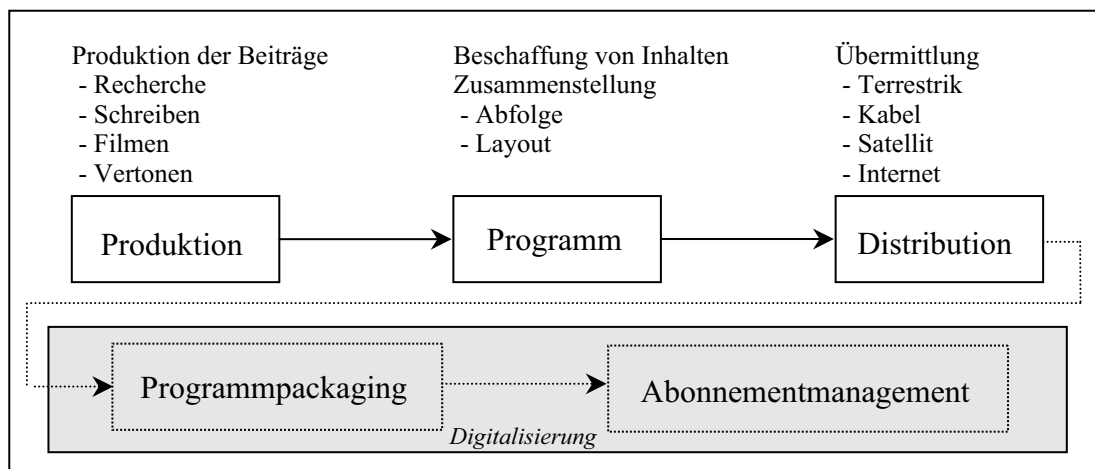 Produktion der Beiträge
- Recherche
- Schreiben
- Filmen
- Vertonen
Beschaffung von Inhalten
Zusammenstellung
- Abfolge
- Layout
Übermittlung
- Terrestrik
- Kabel
- Satellit
- Internet
Produktion
Programm
Distribution
Programmpackaging
Abonnementmanagement
Digitalisierung